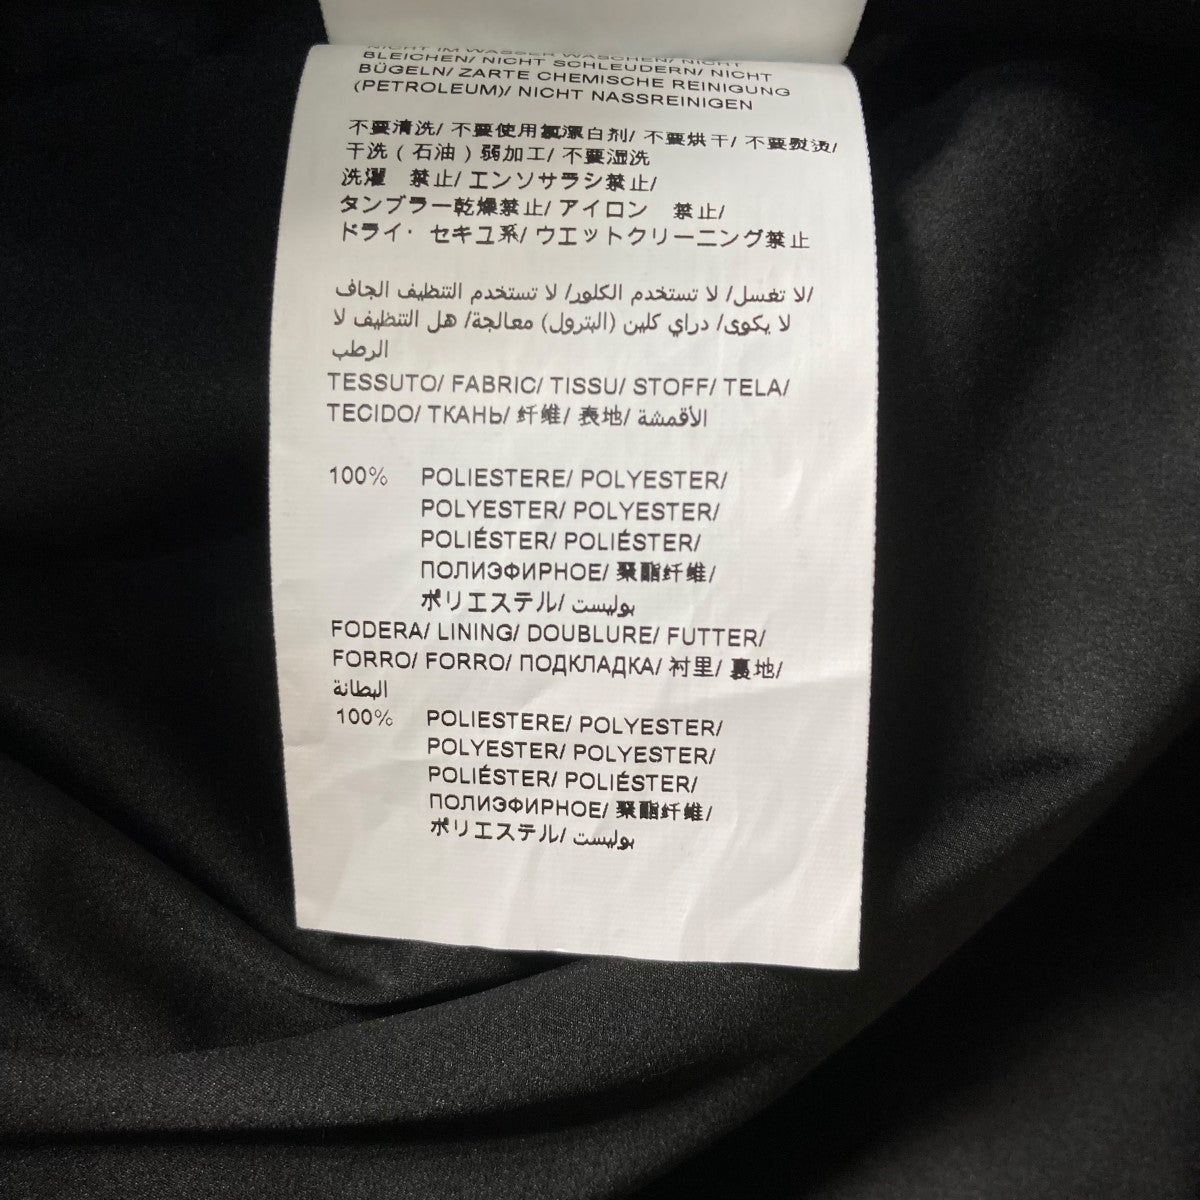 NICHT IM WASSER WASCHEN/ NICHT
BLEICHEN/ NICHT SCHLEUDERN/ NICHT
BÜGELN/ ZARTE CHEMISCHE REINIGUNG
(PETROLEUM)/ NICHT NASSREINIGEN
不要清洗/ 不要使用氯漂白剂/ 不要烘干/ 不要熨烫/
干洗（石油）弱加工/ 不要湿洗
洗濯 禁止/ エンソサラシ禁止/
タンブラー乾燥禁止/ アイロン 禁止/
ドライ・セキユ系/ ウエットクリーニング禁止
لا تغسل/ لا تستخدم الكلور/ لا تستخدم التنظيف الجاف/
لا يكوى/ دراي كلين (البترول) معالجة/ هل التنظيف لا
الرطب
TESSUTO/ FABRIC/ TISSU/ STOFF/ TELA/
TECIDO/ ТКАНЬ/ 纤维/ 表地/ الأقمشة
100% POLIESTERE/ POLYESTER/
POLYESTER/ POLYESTER/
POLIÉSTER/ POLIÉSTER/
ПОЛИЭФИРНОЕ/ 聚酯纤维/
ポリエステル/ بوليست
FODERA/ LINING/ DOUBLURE/ FUTTER/
FORRO/ FORRO/ ПОДКЛАДКА/ 衬里/ 裏地/
البطانة
100% POLIESTERE/ POLYESTER/
POLYESTER/ POLYESTER/
POLIÉSTER/ POLIÉSTER/
ПОЛИЭФИРНОЕ/ 聚酯纤维/
ポリエステル/ بوليست